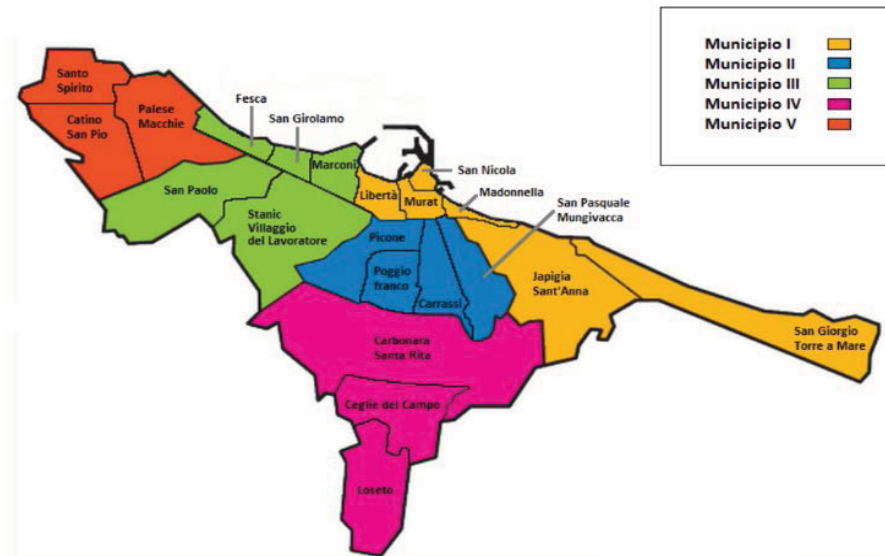 Municipio I
Municipio II
Municipio III
Municipio IV
Municipio V
Santo
Spirito
Catino
San Pio
Palese
Macchie
Fesca
San Girolamo
Marconi
San Paolo
Stanic
Villaggio
del Lavoratore
Libertà
Murat
San Nicola
Madonnella
San Pasquale
Mungivacca
Picone
Poggio
franco
Carrassi
Japigia
Sant'Anna
San Giorgio
Torre a Mare
Carbonara
Santa Rita
Ceglie del Campo
Loseto